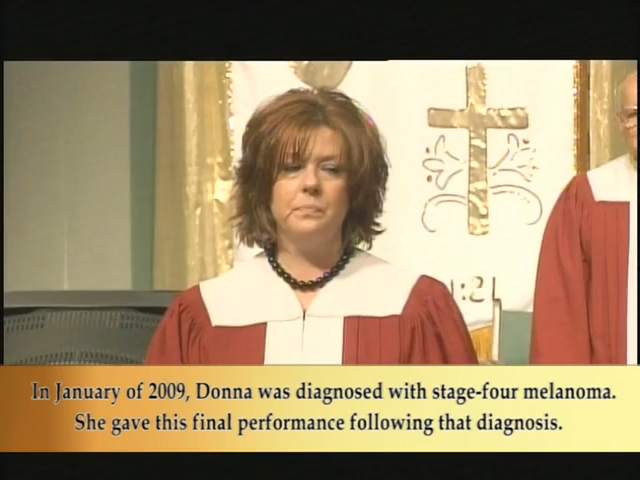 :21
In January of 2009, Donna was diagnosed with stage-four melanoma.
She gave this final performance following that diagnosis.